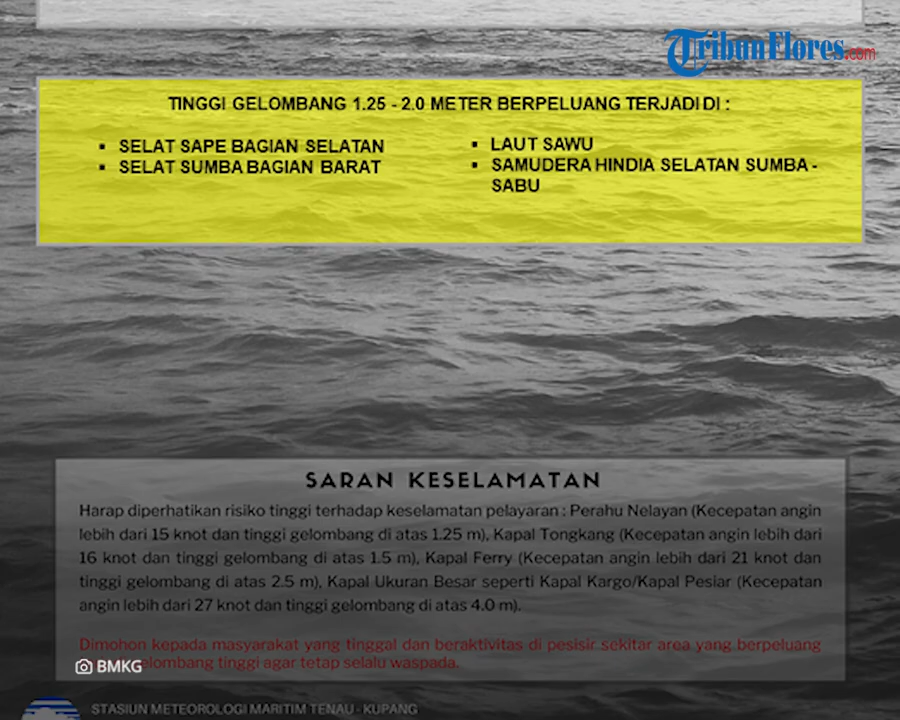 TribunFlores.com
TINGGI GELOMBANG 1.25 - 2.0 METER BERPELUANG TERJADI DI :
▪ SELAT SAPE BAGIAN SELATAN
▪ SELAT SUMBA BAGIAN BARAT
▪ LAUT SAWU
▪ SAMUDERA HINDIA SELATAN SUMBA -
SABU
SARAN KESELAMATAN
Harap diperhatikan risiko tinggi terhadap keselamatan pelayaran : Perahu Nelayan (Kecepatan angin
lebih dari 15 knot dan tinggi gelombang di atas 1.25 m), Kapal Tongkang (Kecepatan angin lebih dari
16 knot dan tinggi gelombang di atas 1.5 m), Kapal Ferry (Kecepatan angin lebih dari 21 knot dan
tinggi gelombang di atas 2.5 m), Kapal Ukuran Besar seperti Kapal Kargo/Kapal Pesiar (Kecepatan
angin lebih dari 27 knot dan tinggi gelombang di atas 4.0 m).
Dimohon kepada masyarakat yang tinggal dan beraktivitas di pesisir sekitar area yang berpeluang
elombang tinggi agar tetap selalu waspada.
BMKG
STASIUN METEOROLOGI MARITIM TENAU - KUPANG